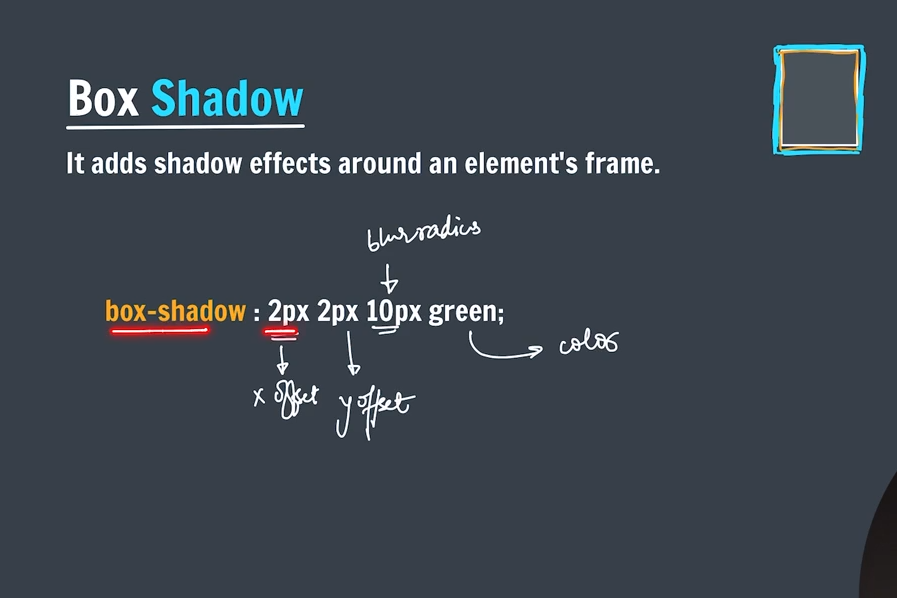 Box Shadow
It adds shadow effects around an element's frame.
blur radius
box-shadow : 2px 2px 10px green;
color
x offset y offset